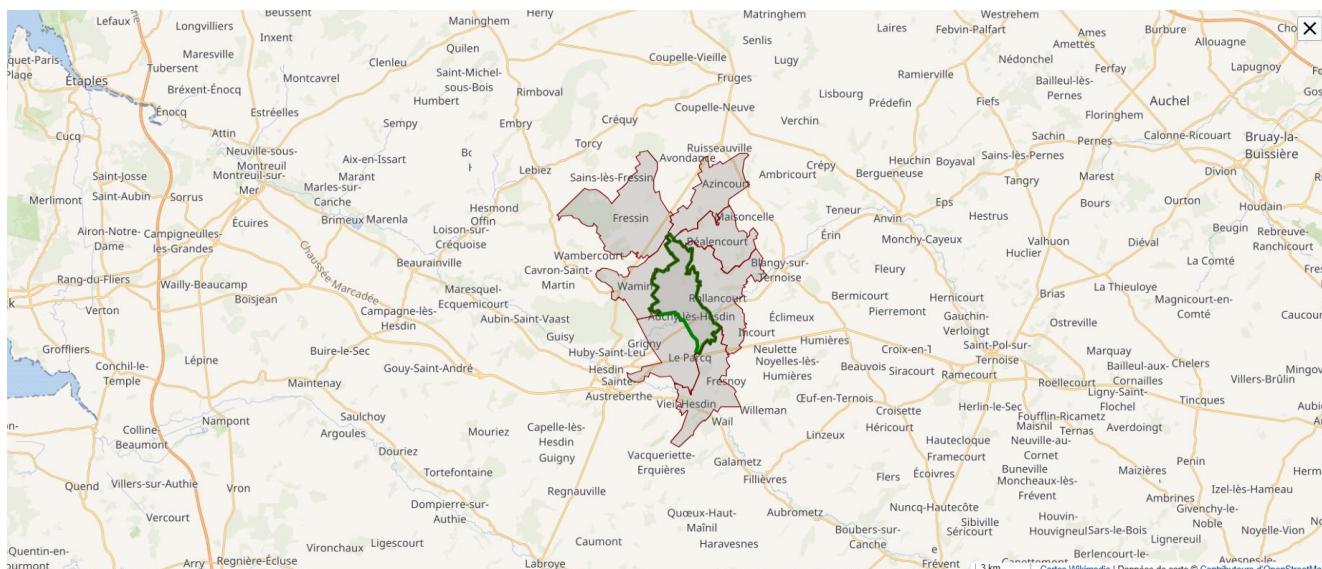 Lefaux
Longvilliers
Beussent
Maninghem
Herly
Matringhem
Westrehem
Laires
Febvin-Palfart
Ames
Burbure
Inxent
Amettes
Allouagne
Maresville
Quilen
Senlis
Nédonchel
Tubersent
Clenleu
Coupelle-Vieille
Lugy
Ferfay
Lapugnoy
Étaples
Montcavrel
Saint-Michel-
sous-Bois
Fruges
Ramierville
Bailleul-lès-
Pernes
Bréxent-Énocq
Rimboval
Lisbourg
Fiefs
Auchel
Humbert
Coupelle-Neuve
Prédefin
Floringhem
Énocq
Estréelles
Sempy
Embry
Créquy
Verchin
Cucq
Attin
Sachin
Pernes
Calonne-Ricouart
Bruay-la-
Buissière
Torcy
Ruisseauville
Neuville-sous-
Montreuil
Aix-en-Issart
Avondance
Crépy
Heuchin
Boyaval
Sains-lès-Pernes
Saint-Josse
Montreuil-sur-
Mer
Marant
Lebiez
Sains-lès-Fressin
Azincourt
Ambricourt
Bergueneuse
Tangry
Marest
Divion
Merlimont
Saint-Aubin
Sorrus
Marles-sur-
Canche
Hesmond
Eps
Bours
Ourton
Houdain
Écuires
Brimeux
Marenla
Offin
Fressin
Maisoncelle
Teneur
Anvin
Hestrus
Beugin
Airon-Notre-
Dame
Campigneulles-
les-Grandes
Loison-sur-
Créquoise
Béalencourt
Érin
Monchy-Cayeux
Valhuon
Diéval
Rebreuve-
Ranchicourt
Chaussée Marcadée
Wambercourt
Huclier
La Comté
Rang-du-Fliers
Wailly-Beaucamp
Beaurainville
Cavron-Saint-
Martin
Blangy-sur-
Ternoise
Fleury
Boisjean
Maresquel-
Ecquemicourt
Wamin
Rollancourt
Bermicourt
Hernicourt
Brias
La Thieuloye
Magnicourt-en-
Comté
Verton
Campagne-lès-
Hesdin
Aubin-Saint-Vaast
Auchy-lès-Hesdin
Éclimeux
Pierremont
Gauchin-
Verloingt
Ostreville
Guisy
Incourt
Groffliers
Lépine
Buire-le-Sec
Huby-Saint-Leu
Grigny
Neulette
Humières
Saint-Pol-sur-
Ternoise
Marquay
Conchil-le-
Temple
Gouy-Saint-André
Hesdin
Le Parcq
Noyelles-lès-
Humières
Beauvois
Siracourt
Ramecourt
Bailleul-aux-
Cornailles
Chelers
Maintenay
Sainte-
Austreberthe
Fresnoy
Roëllecourt
Villers-Brûlin
Ligny-Saint-
Flochel
Tincques
Nampont
Saulchoy
Vieil-Hesdin
Willeman
Œuf-en-Ternois
Croisette
Herlin-le-Sec
Foufflin-Ricametz
Colline-
Beaumont
Argoules
Mouriez
Capelle-lès-
Hesdin
Wail
Linzeux
Héricourt
Maisnil
Ternas
Averdoingt
Douriez
Guigny
Vacqueriette-
Erquières
Galametz
Hautecloque
Framecourt
Neuville-au-
Cornet
Penin
Quend
Villers-sur-Authie
Vron
Tortefontaine
Regnauville
Fillièvres
Flers
Écoivres
Buneville
Moncheaux-lès-
Frévent
Maizières
Izel-lès-Hameau
Vercourt
Dompierre-sur-
Authie
Quœux-Haut-
Maînil
Aubrometz
Nuncq-Hautecôte
Ambrines
Givenchy-le-
Noble
Haravesnes
Boubers-sur-
Canche
Sibiville
Séricourt
Houvin-
Houvigneul
Sars-le-Bois
Noyelle-Vion
Lignereuil
Vironchaux
Ligescourt
Caumont
Berlencourt-le-
Arry
Regnière-Écluse
Labroye
Frévent
3 km
Cartes Wikimedia | Données de carte © Contributeurs d'OpenStreetMap